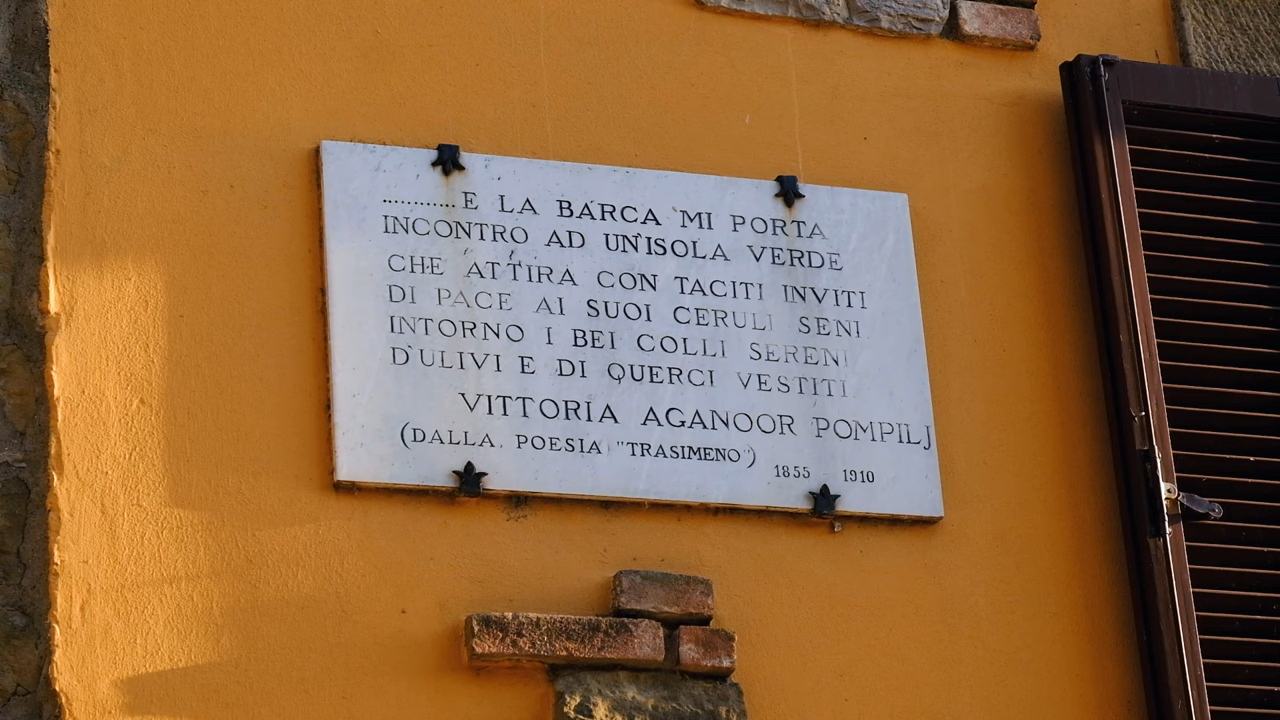 ............E LA BARCA MI PORTA
INCONTRO AD UN'ISOLA VERDE
CHE ATTIRA CON TACITI INVITI
DI PACE AI SUOI CERULI SENI
INTORNO I BEI COLLI SERENI
D'ULIVI E DI QUERCI VESTITI
VITTORIA AGANOOR POMPILJ
(DALLA POESIA "TRASIMENO")
1855 - 1910